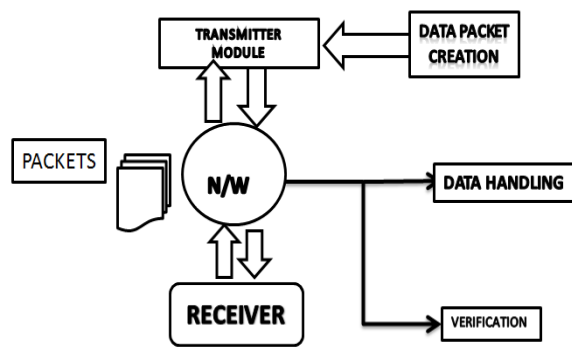 TRANSMITTER
MODULE
DATA PACKET
CREATION
PACKETS
N/W
DATA HANDLING
RECEIVER
VERIFICATION